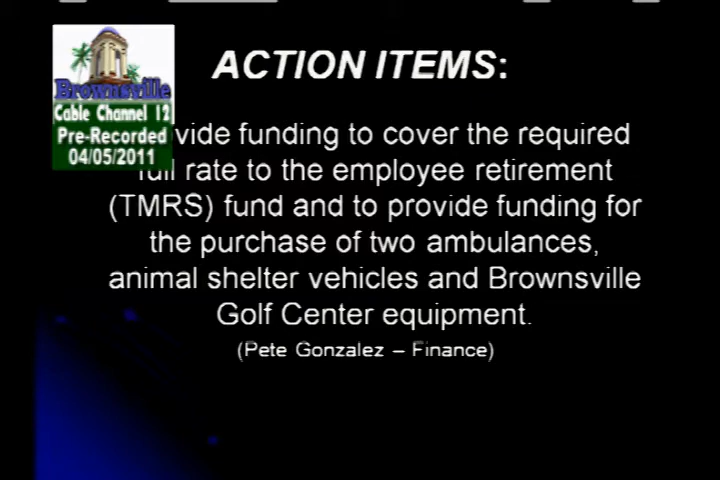 ACTION ITEMS:
Brownsville
Cable Channel 12
Pre-Recorded
04/05/2011
vide funding to cover the required
full rate to the employee retirement
(TMRS) fund and to provide funding for
the purchase of two ambulances,
animal shelter vehicles and Brownsville
Golf Center equipment.
(Pete Gonzalez – Finance)